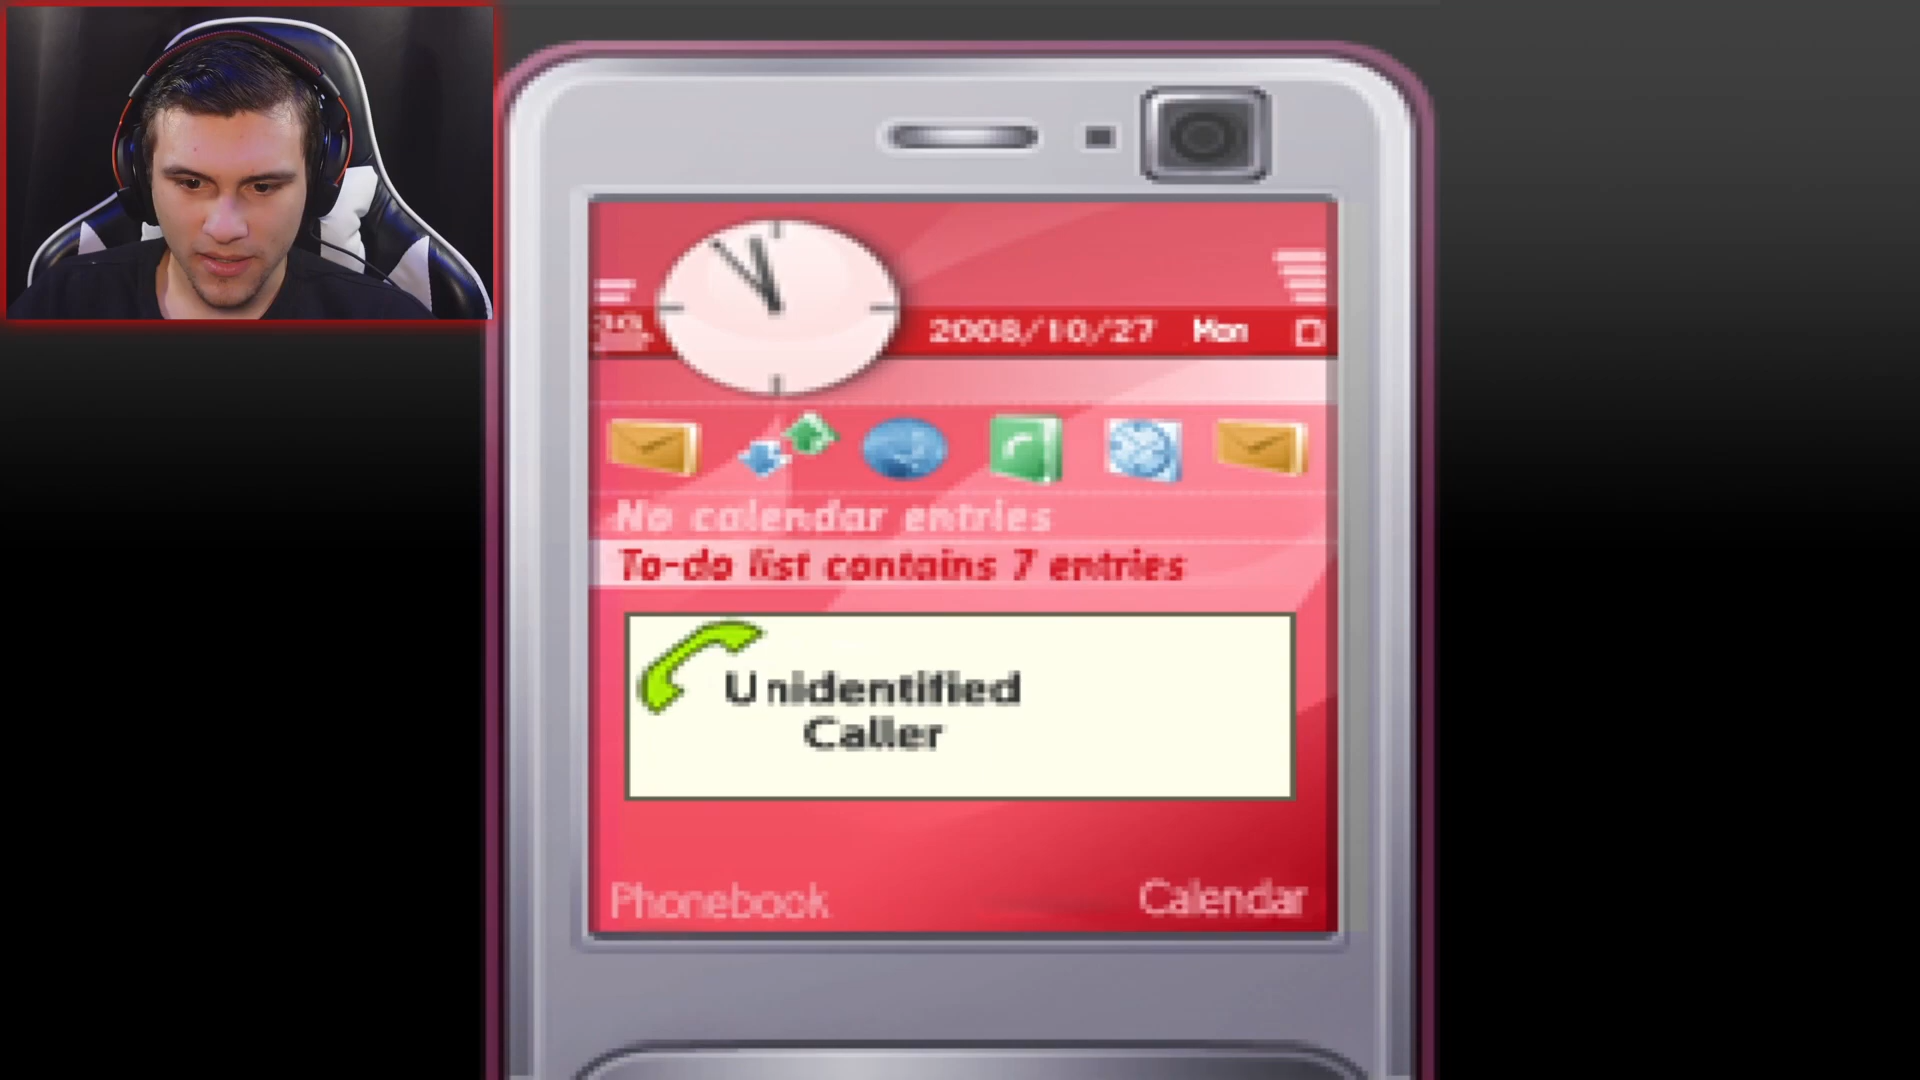 2008/10/27 Mon
No calendar entries
To-do list contains 7 entries
Unidentified
Caller
Phonebook
Calendar